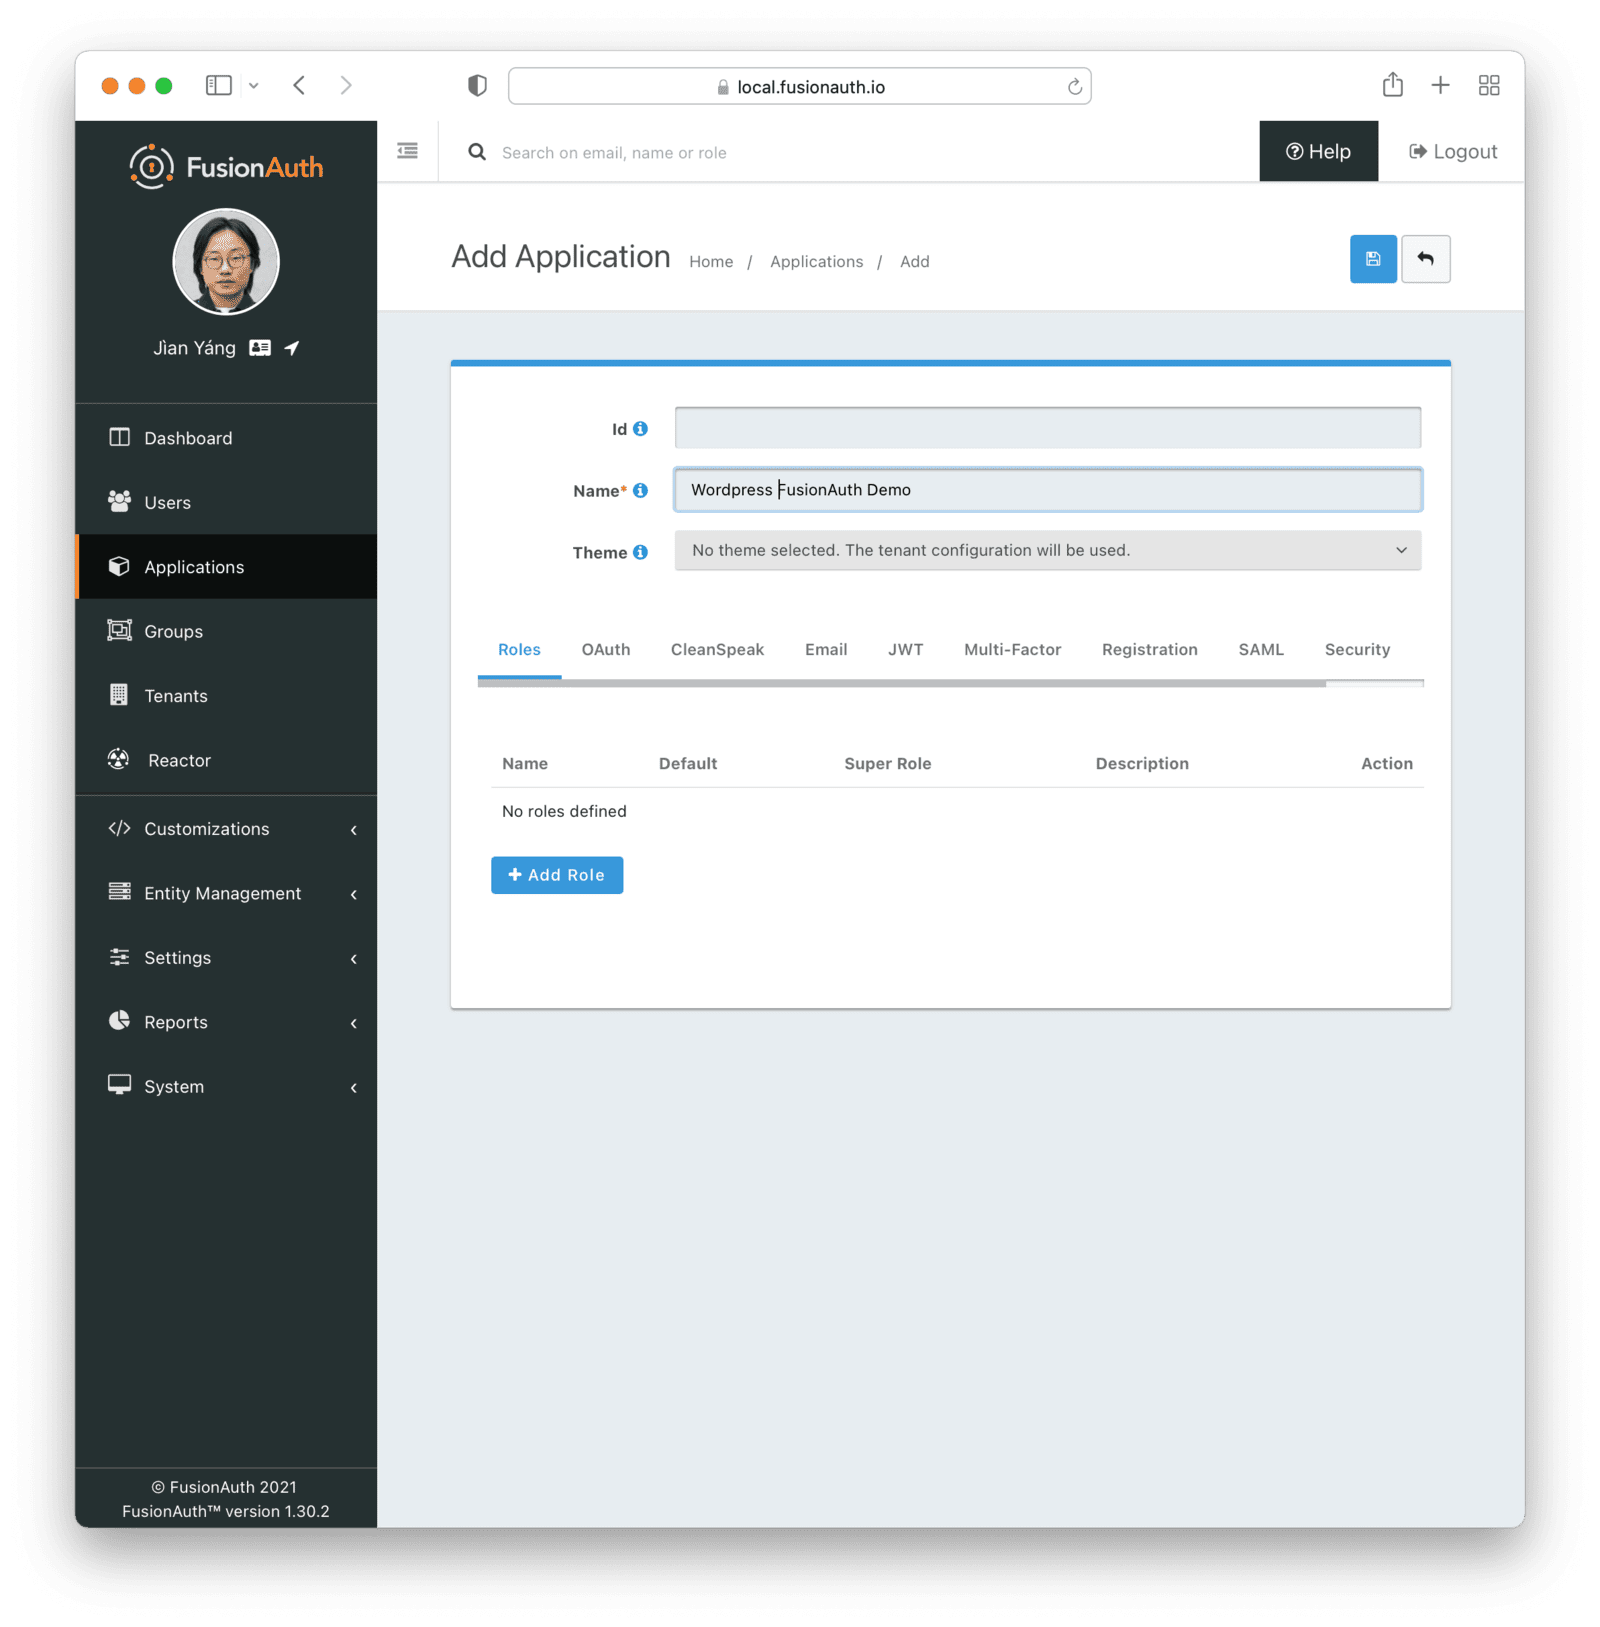 local.fusionauth.io
FusionAuth
Search on email, name or role
Help
Logout
Jìan Yáng
Dashboard
Users
Applications
Groups
Tenants
Reactor
Customizations
Entity Management
Settings
Reports
System
© FusionAuth 2021
FusionAuth™ version 1.30.2
Add Application Home / Applications / Add
Id
Name* Wordpress FusionAuth Demo
Theme No theme selected. The tenant configuration will be used.
Roles OAuth CleanSpeak Email JWT Multi-Factor Registration SAML Security
Name Default Super Role Description Action
No roles defined
Add Role